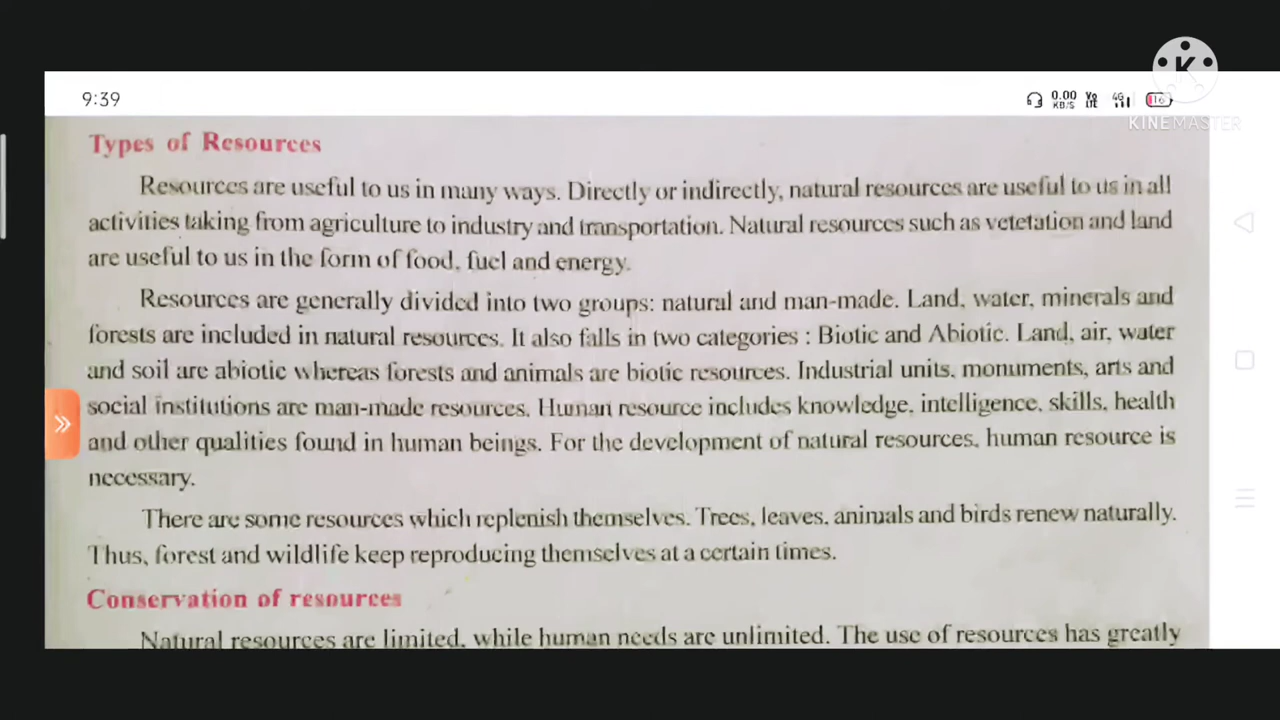 9:39
0.00 KB/S Vo LTE 4G 16
KINEMASTER
Types of Resources
Resources are useful to us in many ways. Directly or indirectly, natural resources are useful to us in all
activities taking from agriculture to industry and transportation. Natural resources such as vetetation and land
are useful to us in the form of food, fuel and energy.
Resources are generally divided into two groups: natural and man-made. Land, water, minerals and
forests are included in natural resources. It also falls in two categories : Biotic and Abiotic. Land, air, water
and soil are abiotic whereas forests and animals are biotic resources. Industrial units, monuments, arts and
social institutions are man-made resources. Human resource includes knowledge, intelligence, skills, health
and other qualities found in human beings. For the development of natural resources, human resource is
necessary.
There are some resources which replenish themselves. Trees, leaves, animals and birds renew naturally.
Thus, forest and wildlife keep reproducing themselves at a certain times.
Conservation of resources
Natural resources are limited, while human needs are unlimited. The use of resources has greatly